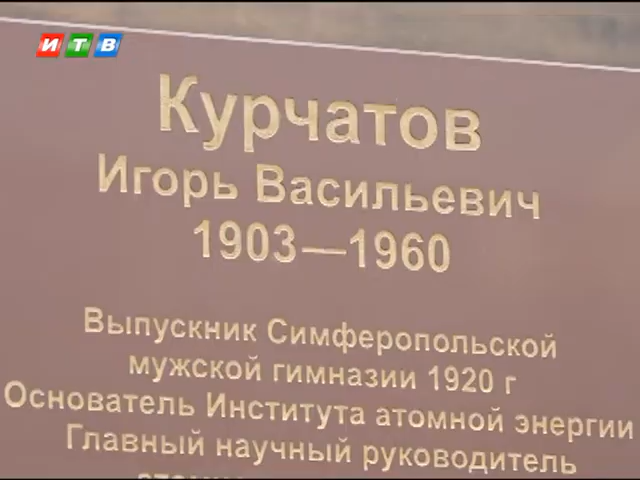 ИТВ
Курчатов
Игорь Васильевич
1903—1960
Выпускник Симферопольской
мужской гимназии 1920 г
Основатель Института атомной энергии
Главный научный руководитель